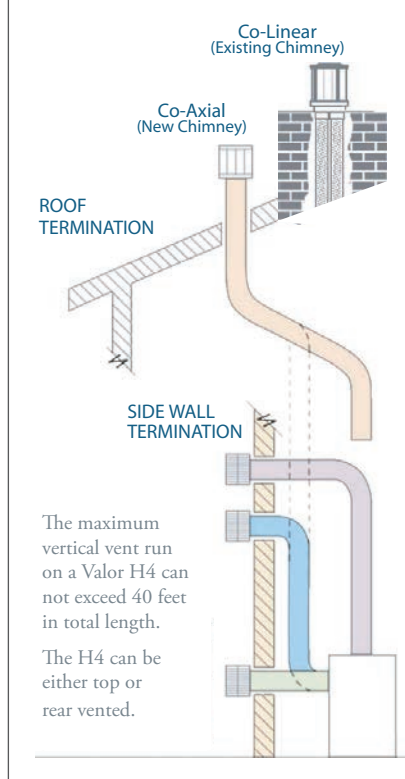 Co-Linear
(Existing Chimney)
Co-Axial
(New Chimney)
ROOF
TERMINATION
SIDE WALL
TERMINATION
The maximum
vertical vent run
on a Valor H4 can
not exceed 40 feet
in total length.
The H4 can be
either top or
rear vented.